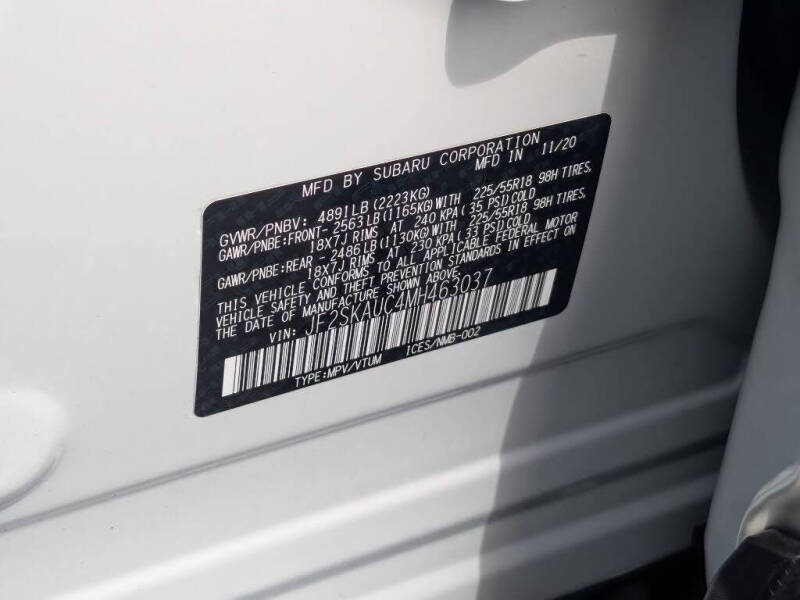 MFD BY SUBARU CORPORATION
MFD IN 11/20
GVWR/PNBV: 4891LB (2223KG)
GAWR/PNBE:FRONT- 2563LB(1165KG)WITH 225/55R18 98H TIRES,
18X7J RIMS AT 240 KPA (35 PSI)COLD
GAWR/PNBE:REAR - 2486LB(1130KG)WITH 225/55R18 98H TIRES,
18X7J RIMS AT 230 KPA (33 PSI)COLD
THIS VEHICLE CONFORMS TO ALL APPLICABLE FEDERAL MOTOR
VEHICLE SAFETY AND THEFT PREVENTION STANDARDS IN EFFECT ON
THE DATE OF MANUFACTURE SHOWN ABOVE.
VIN: JF2SKAUC4MH463037
TYPE:MPV/VTUM ICES/NMB-002